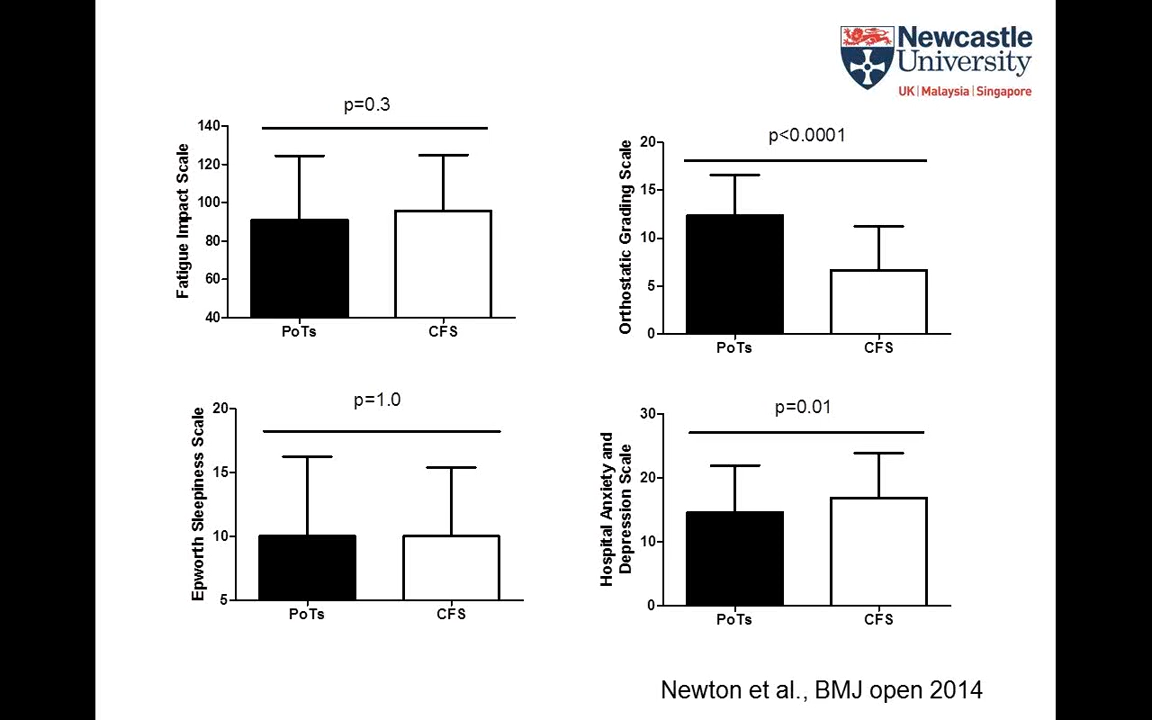 Newcastle
University
UK | Malaysia | Singapore
p=0.3
Fatigue Impact Scale
140
120
100
80
60
40
PoTs CFS
p<0.0001
Orthostatic Grading Scale
20
15
10
5
0
PoTs CFS
p=1.0
Epworth Sleepiness Scale
20
15
10
5
PoTs CFS
p=0.01
Hospital Anxiety and
Depression Scale
30
20
10
0
PoTs CFS
Newton et al., BMJ open 2014